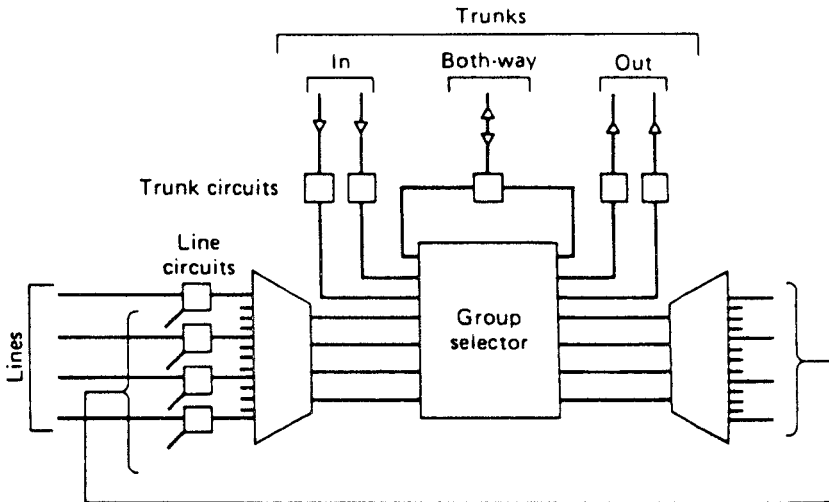 Trunks
In
Both-way
Out
Trunk circuits
Line
circuits
Lines
Group
selector